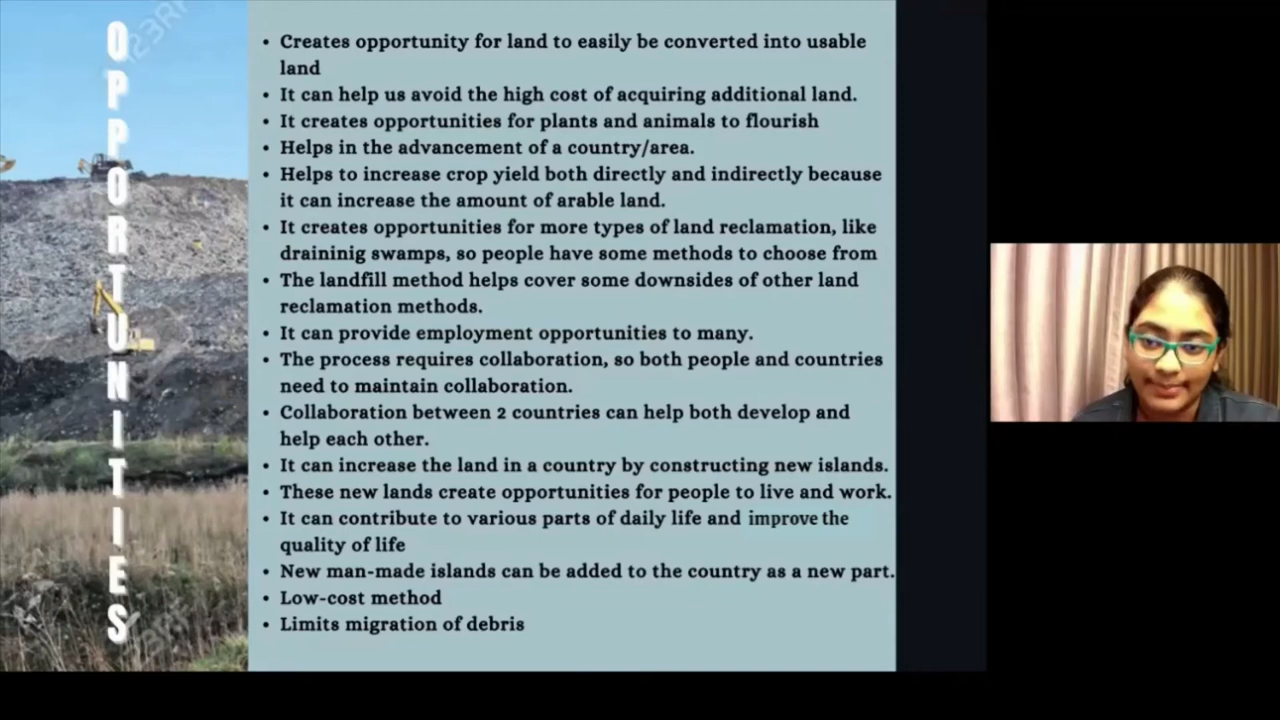 OPPORTUNITIES
• Creates opportunity for land to easily be converted into usable
land
• It can help us avoid the high cost of acquiring additional land.
• It creates opportunities for plants and animals to flourish
• Helps in the advancement of a country/area.
• Helps to increase crop yield both directly and indirectly because
it can increase the amount of arable land.
• It creates opportunities for more types of land reclamation, like
draininig swamps, so people have some methods to choose from
• The landfill method helps cover some downsides of other land
reclamation methods.
• It can provide employment opportunities to many.
• The process requires collaboration, so both people and countries
need to maintain collaboration.
• Collaboration between 2 countries can help both develop and
help each other.
• It can increase the land in a country by constructing new islands.
• These new lands create opportunities for people to live and work.
• It can contribute to various parts of daily life and improve the
quality of life
• New man-made islands can be added to the country as a new part.
• Low-cost method
• Limits migration of debris